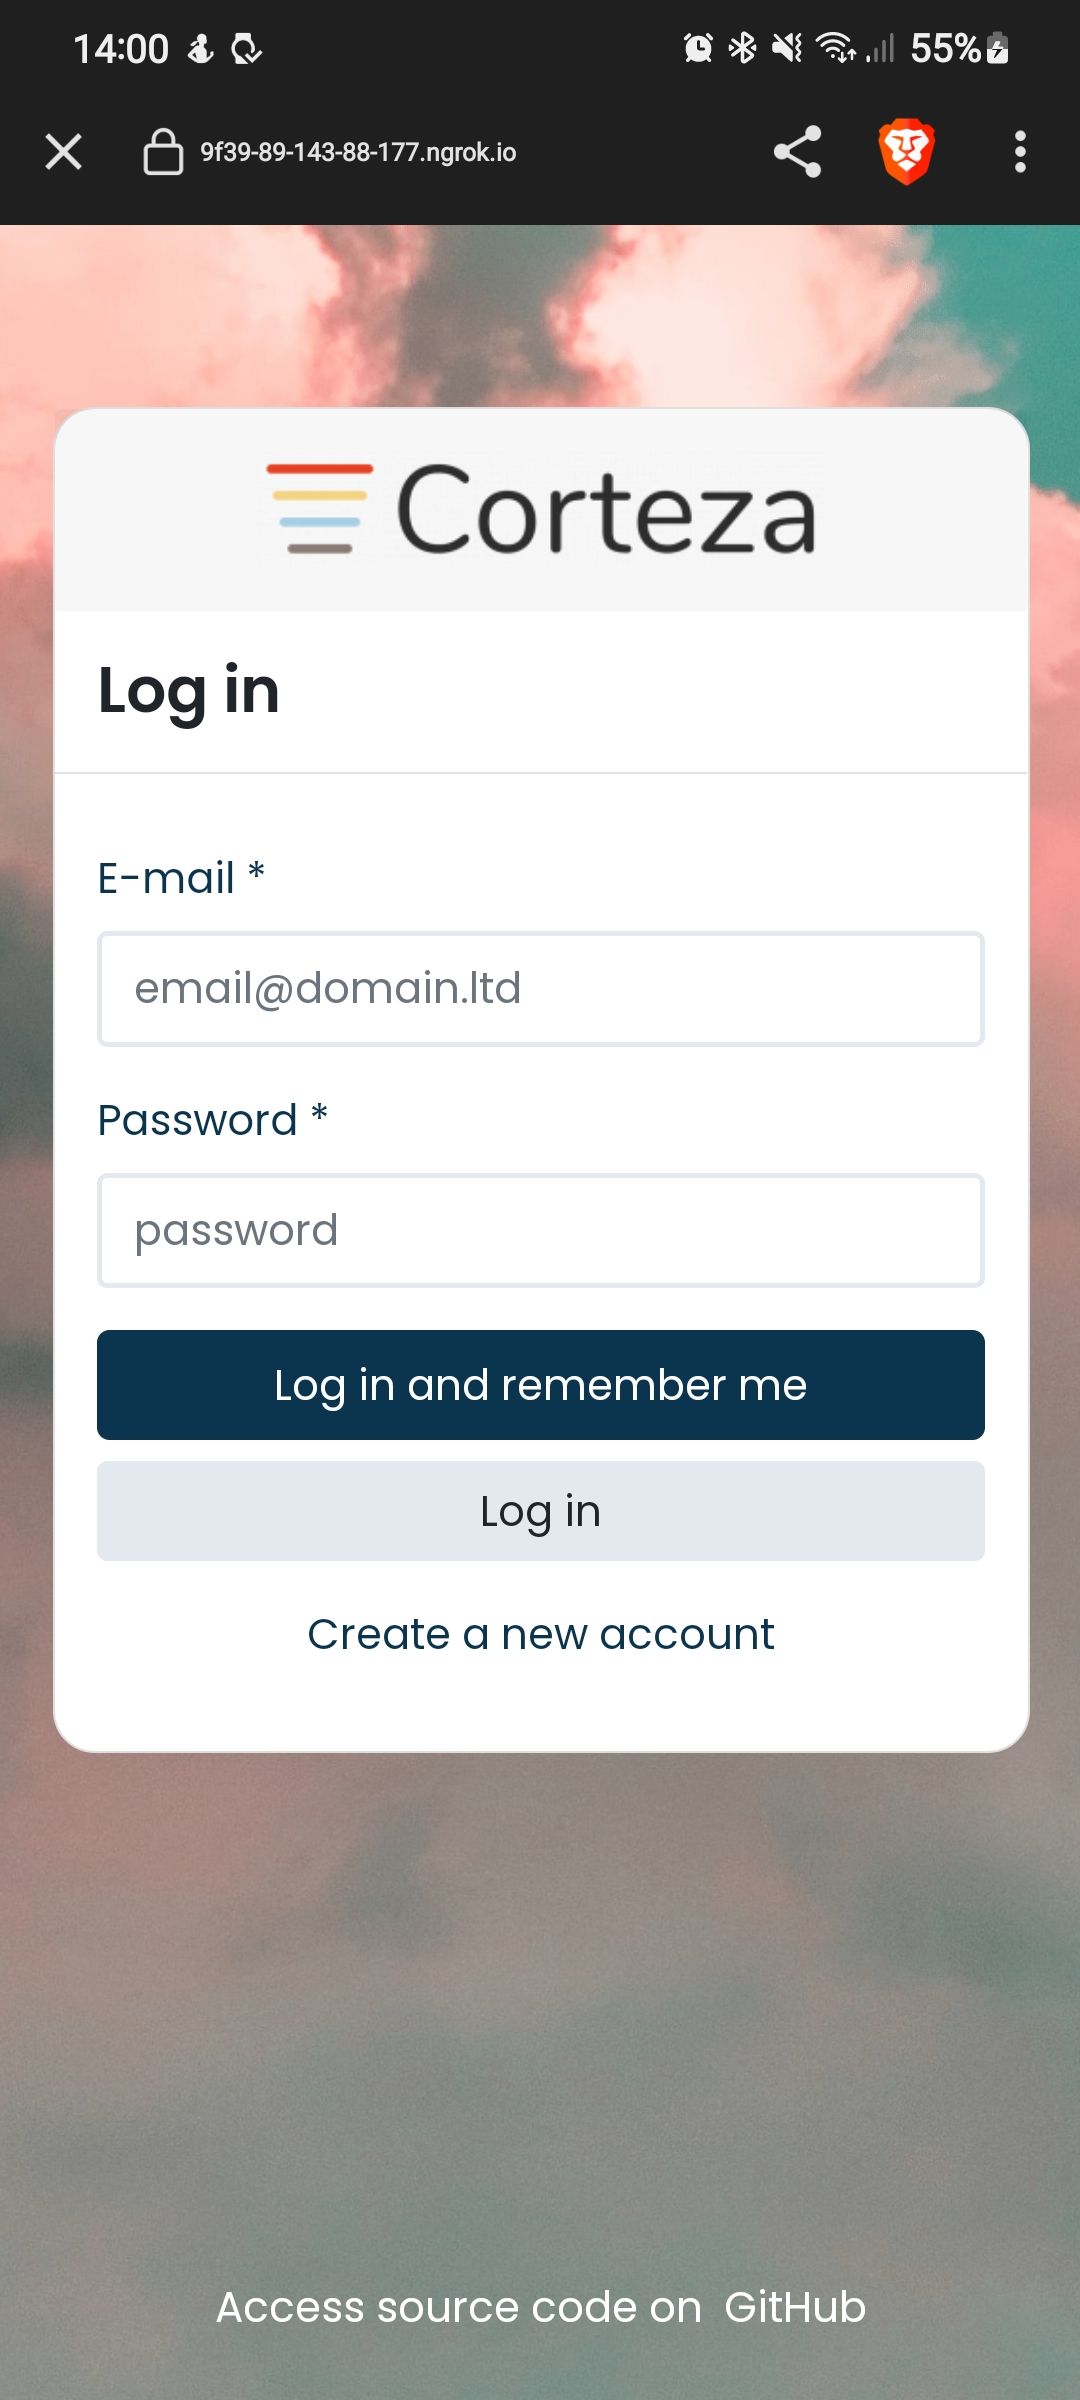 14:00 55%
9f39-89-143-88-177.ngrok.io
Corteza
Log in
E-mail *
email@domain.ltd
Password *
password
Log in and remember me
Log in
Create a new account
Access source code on GitHub